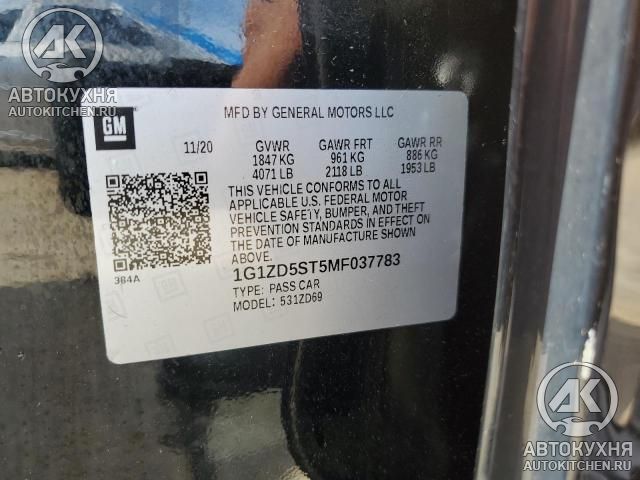 АК
АВТОКУХНЯ
AUTOKITCHEN.RU
GM
MFD BY GENERAL MOTORS LLC
11/20 GVWR GAWR FRT GAWR RR
1847 KG 961 KG 886 KG
4071 LB 2118 LB 1953 LB
THIS VEHICLE CONFORMS TO ALL
APPLICABLE U.S. FEDERAL MOTOR
VEHICLE SAFETY, BUMPER, AND THEFT
PREVENTION STANDARDS IN EFFECT ON
THE DATE OF MANUFACTURE SHOWN
ABOVE.
384A
1G1ZD5ST5MF037783
TYPE: PASS CAR
MODEL: 531ZD69
АК
АВТОКУХНЯ
AUTOKITCHEN.RU